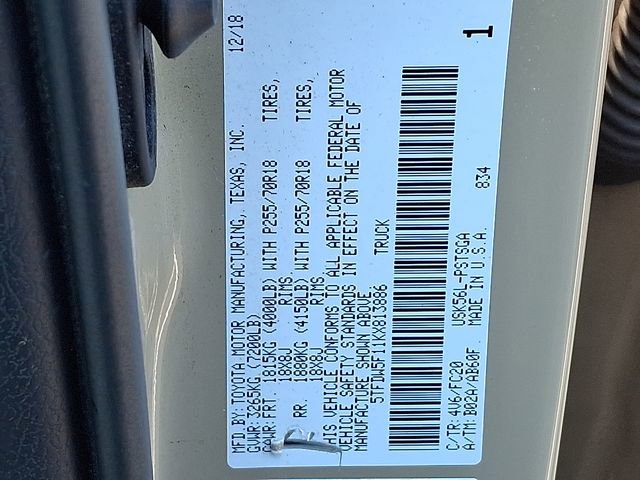 MFD.BY: TOYOTA MOTOR MANUFACTURING, TEXAS, INC. 12/18
GVWR: 3265KG (7200LB)
GAWR: FRT. 1815KG (4000LB) WITH P255/70R18 TIRES,
18X8J RIMS,
RR. 1880KG (4150LB) WITH P255/70R18 TIRES,
18X8J RIMS,
THIS VEHICLE CONFORMS TO ALL APPLICABLE FEDERAL MOTOR
VEHICLE SAFETY STANDARDS IN EFFECT ON THE DATE OF
MANUFACTURE SHOWN ABOVE.
5TFDW5F11KX813886 TRUCK
C/TR: 4V6/FC20 USK56L-PSTSGA 834
A/TM: B02A/AB60F MADE IN U.S.A.
1